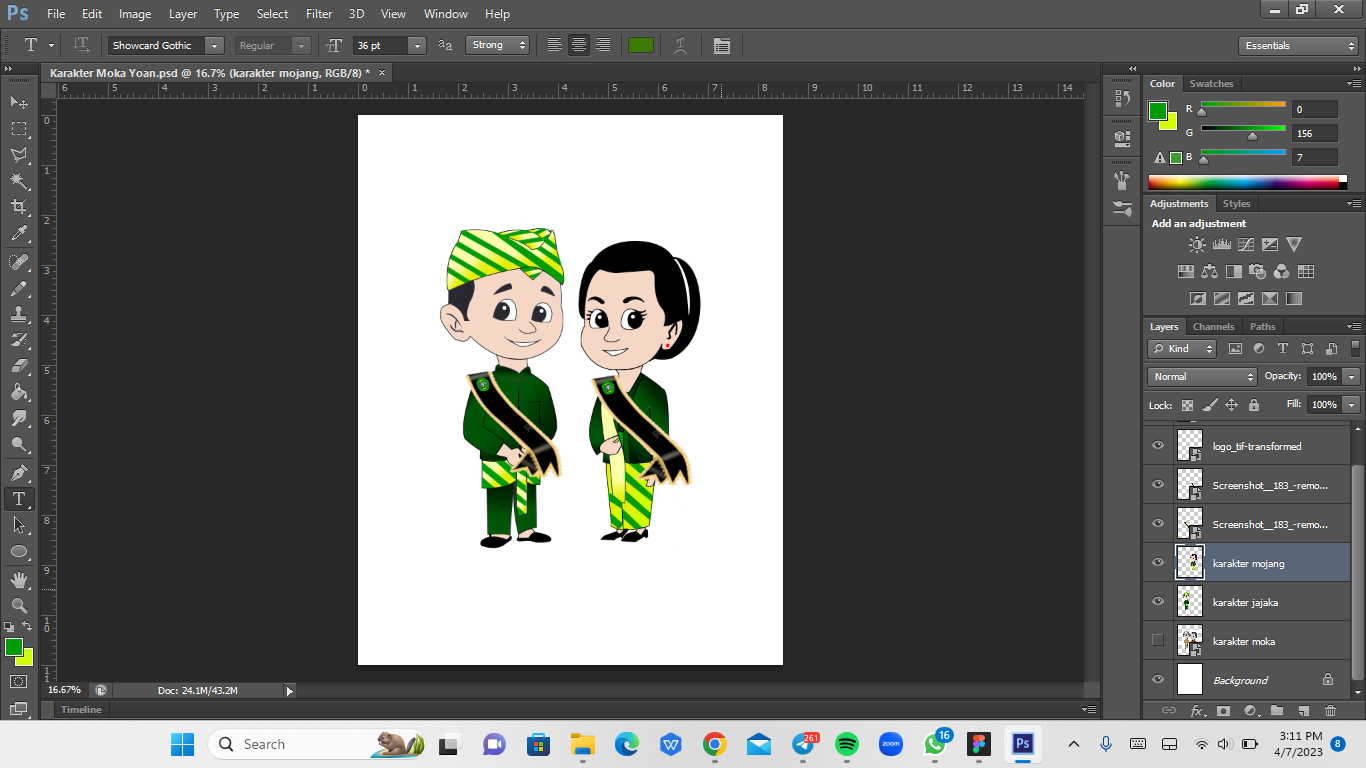 Ps File Edit Image Layer Type Select Filter 3D View Window Help
T Showcard Gothic Regular 36 pt Strong Essentials
Karakter Moka Yoan.psd @ 16.7% (karakter mojang, RGB/8) * ×
6 5 4 3 2 1 0 1 2 3 4 5 6 7 8 9 10 11 12 13 14
0
1
2
3
4
5
6
7
8
9
10
11
Color Swatches
R 0
G 156
B 7
Adjustments Styles
Add an adjustment
Layers Channels Paths
Kind
Normal Opacity: 100%
Lock: Fill: 100%
logo_tif-transformed
Screenshot__183_-remo...
Screenshot__183_-remo...
karakter mojang
karakter jajaka
karakter moka
Background
fx
16.67% Doc: 24.1M/43.2M
Timeline
Search 261 zoom 16 Ps 3:11 PM
4/7/2023 8